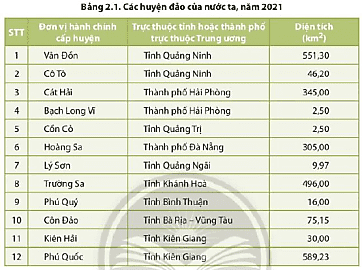 Bảng 2.1. Các huyện đảo của nước ta, năm 2021
STT Đơn vị hành chính cấp huyện Trực thuộc tỉnh hoặc thành phố trực thuộc Trung ương Diện tích (km²)
1 Vân Đồn Tỉnh Quảng Ninh 551,30
2 Cô Tô Tỉnh Quảng Ninh 46,20
3 Cát Hải Thành phố Hải Phòng 345,00
4 Bạch Long Vĩ Thành phố Hải Phòng 2,50
5 Cồn Cỏ Tỉnh Quảng Trị 2,50
6 Hoàng Sa Thành phố Đà Nẵng 305,00
7 Lý Sơn Tỉnh Quảng Ngãi 9,97
8 Trường Sa Tỉnh Khánh Hoà 496,00
9 Phú Quý Tỉnh Bình Thuận 16,00
10 Côn Đảo Tỉnh Bà Rịa – Vũng Tàu 75,15
11 Kiên Hải Tỉnh Kiên Giang 30,00
12 Phú Quốc Tỉnh Kiên Giang 589,23